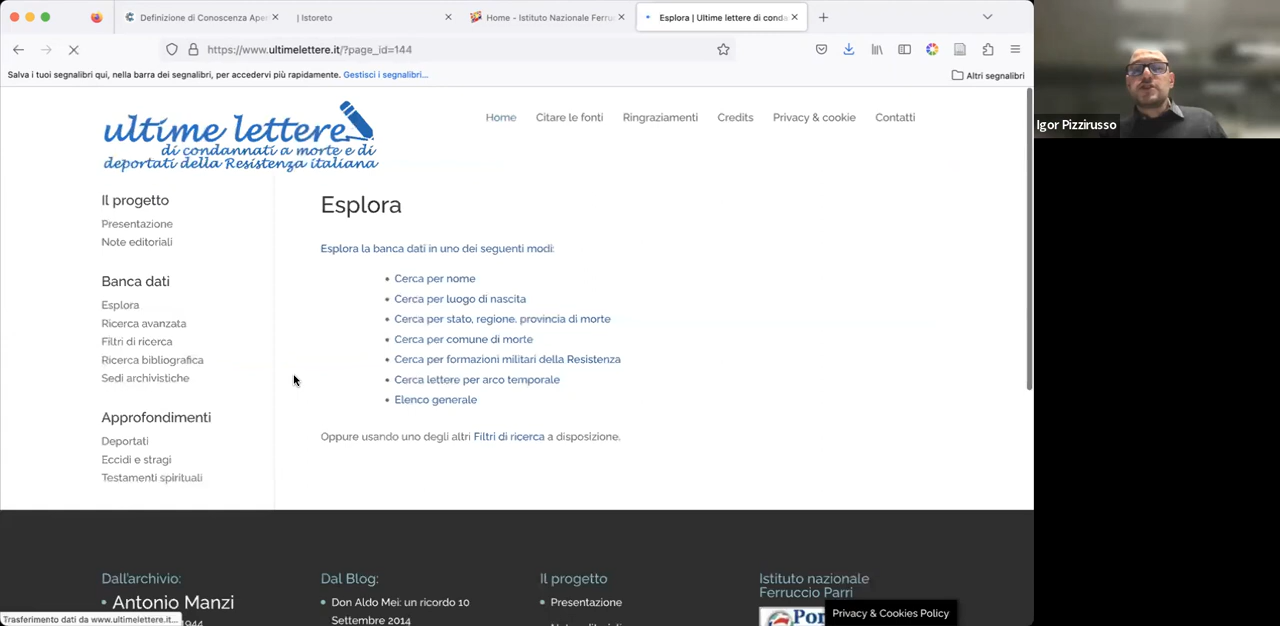 Definizione di Conoscenza Aper
| Istoreto
Home - Istituto Nazionale Ferruc
Esplora | Ultime lettere di conda
https://www.ultimelettere.it/?page_id=144
Salva i tuoi segnalibri qui, nella barra dei segnalibri, per accedervi più rapidamente. Gestisci i segnalibri...
Altri segnalibri
Igor Pizzirusso
ultime lettere
di condannati a morte e di
deportati della Resistenza italiana
Home
Citare le fonti
Ringraziamenti
Credits
Privacy & cookie
Contatti
Il progetto
Presentazione
Note editoriali
Banca dati
Esplora
Ricerca avanzata
Filtri di ricerca
Ricerca bibliografica
Sedi archivistiche
Approfondimenti
Deportati
Eccidi e stragi
Testamenti spirituali
Esplora
Esplora la banca dati in uno dei seguenti modi:
• Cerca per nome
• Cerca per luogo di nascita
• Cerca per stato, regione, provincia di morte
• Cerca per comune di morte
• Cerca per formazioni militari della Resistenza
• Cerca lettere per arco temporale
• Elenco generale
Oppure usando uno degli altri Filtri di ricerca a disposizione.
Dall'archivio:
• Antonio Manzi
1944
Dal Blog:
• Don Aldo Mei: un ricordo 10
Settembre 2014
Il progetto
• Presentazione
Istituto nazionale
Ferruccio Parri
Privacy & Cookies Policy
Trasferimento dati da www.ultimelettere.it...